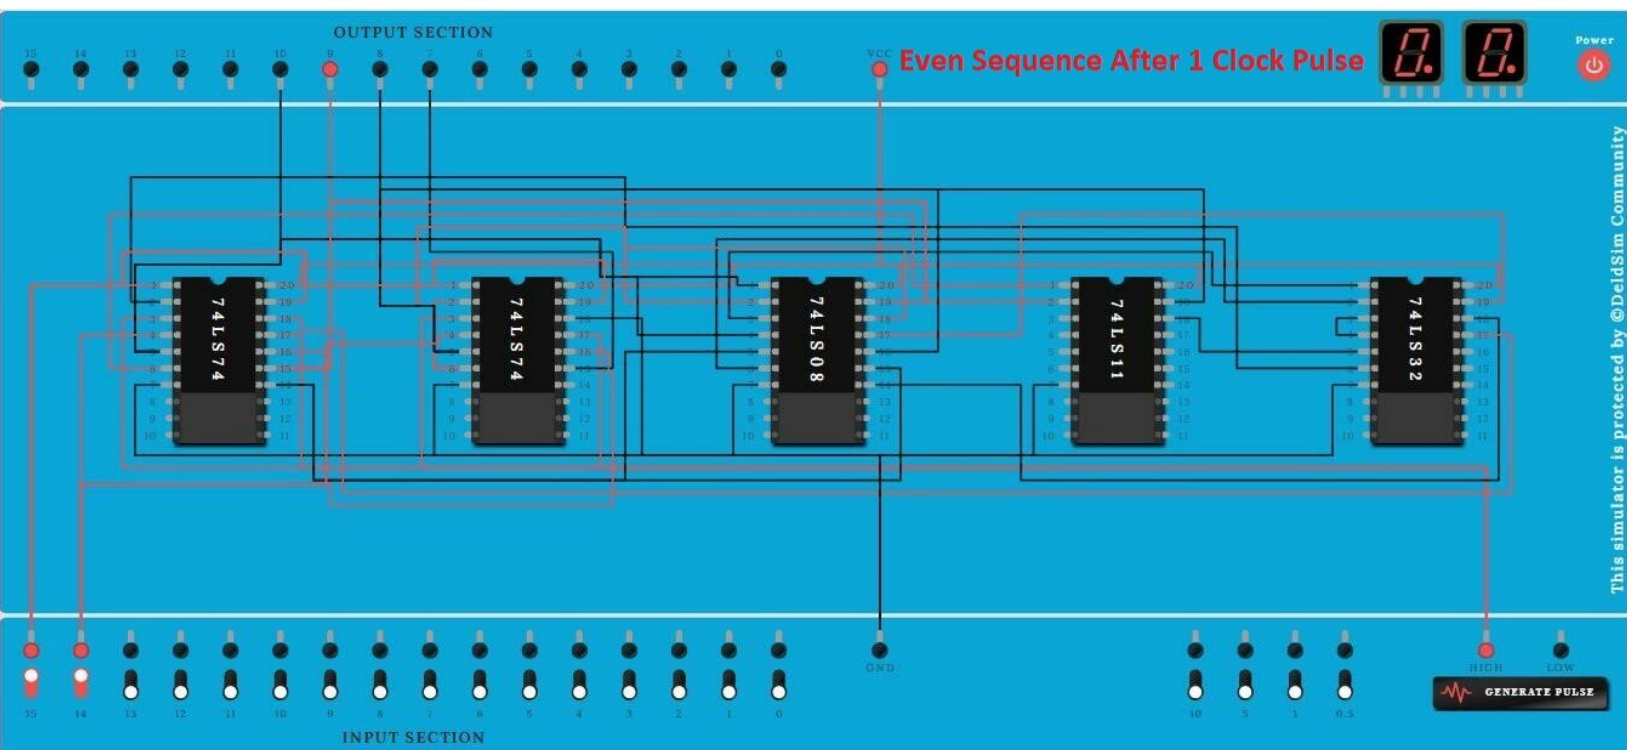 OUTPUT SECTION
15 14 13 12 11 10 9 8 7 6 5 4 3 2 1 0
VCC
Even Sequence After 1 Clock Pulse
Power
This simulator is protected by ©DeldSim Community
74LS74
74LS74
74LS08
74LS11
74LS32
GND
HIGH LOW
GENERATE PULSE
15 14 13 12 11 10 9 8 7 6 5 4 3 2 1 0
10 5 1 0.5
INPUT SECTION